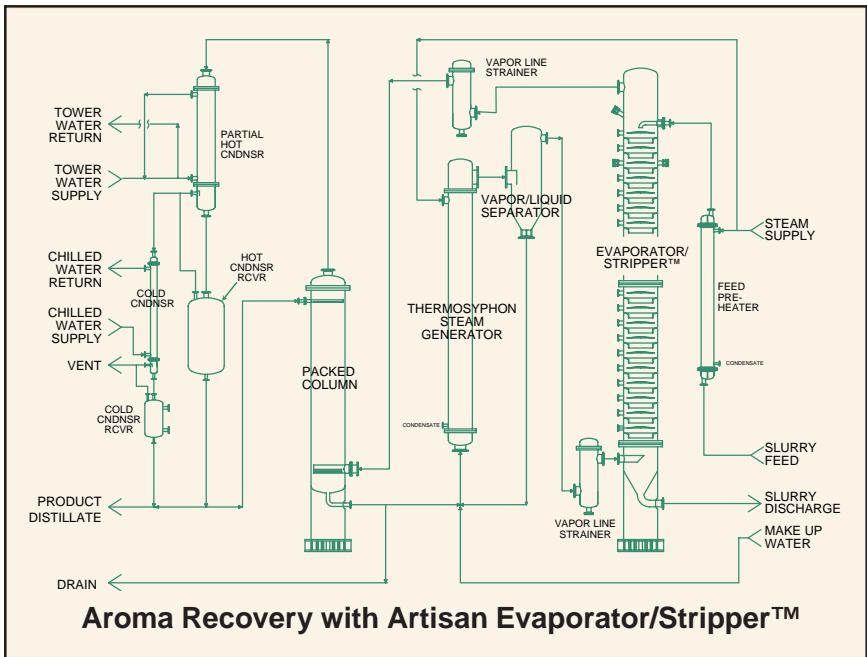 VAPOR LINE
STRAINER
TOWER
WATER
RETURN
PARTIAL
HOT
CNDNSR
TOWER
WATER
SUPPLY
VAPOR/LIQUID
SEPARATOR
STEAM
SUPPLY
EVAPORATOR/
STRIPPER™
CHILLED
WATER
RETURN
HOT
CNDNSR
RCVR
COLD
CNDNSR
FEED
PRE-
HEATER
THERMOSYPHON
STEAM
GENERATOR
CHILLED
WATER
SUPPLY
VENT
CONDENSATE
PACKED
COLUMN
COLD
CNDNSR
RCVR
CONDENSATE
SLURRY
FEED
PRODUCT
DISTILLATE
SLURRY
DISCHARGE
VAPOR LINE
STRAINER
MAKE UP
WATER
DRAIN
Aroma Recovery with Artisan Evaporator/Stripper™